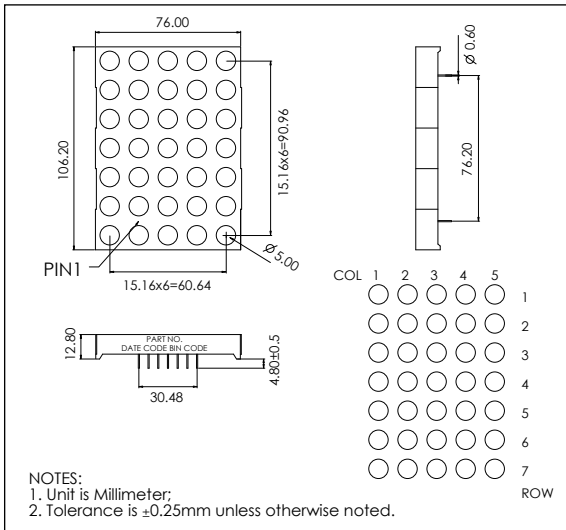 76.00
Ø 0.60
106.20
15.16x6=90.96
76.20
PIN1
Ø5.00
15.16x6=60.64
COL 1 2 3 4 5
1
2
3
4
5
6
7
ROW
12.80
PART NO.
DATE CODE BIN CODE
4.80±0.5
30.48
NOTES:
1. Unit is Millimeter;
2. Tolerance is ±0.25mm unless otherwise noted.